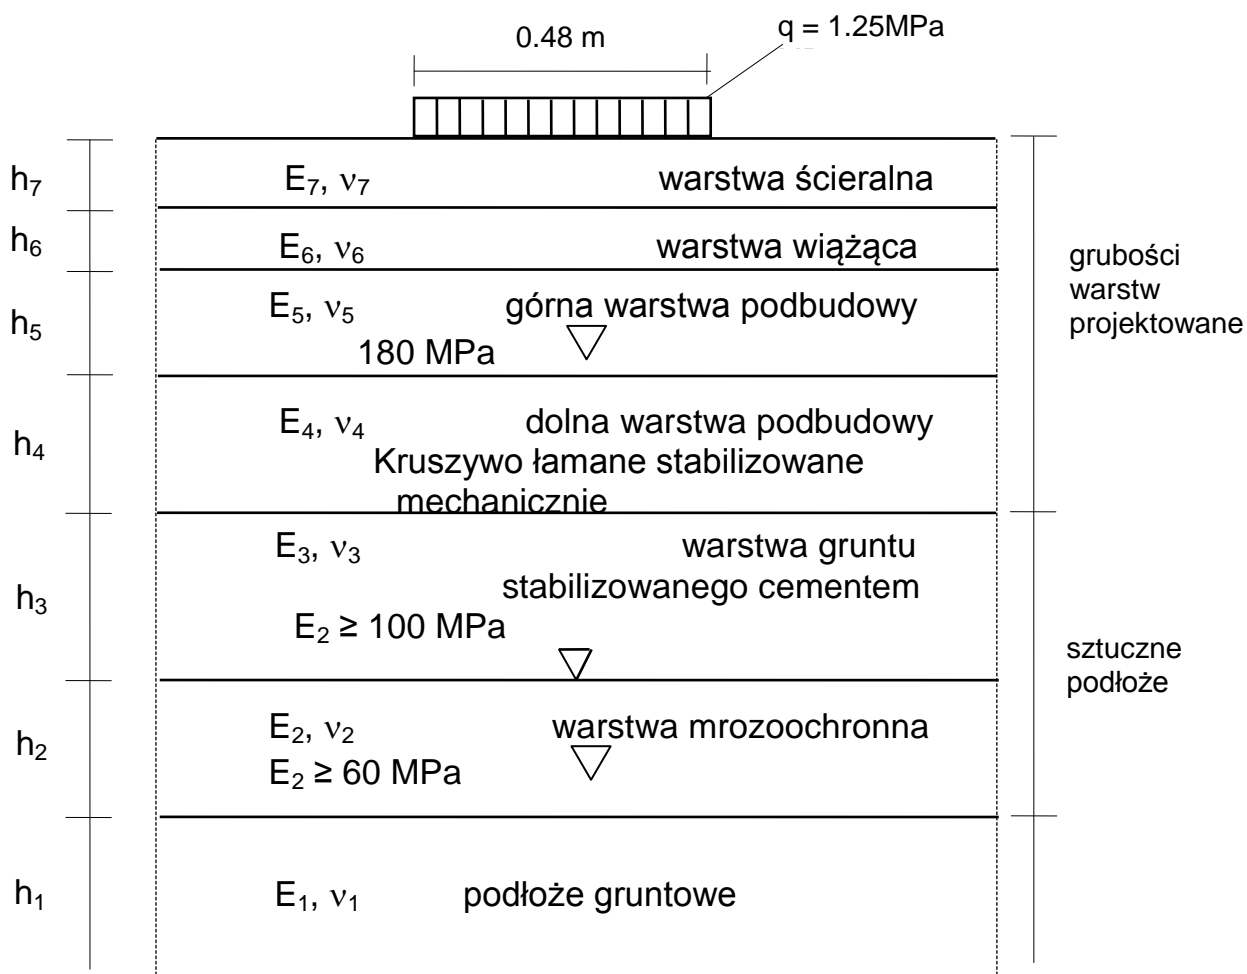 0.48 m
q = 1.25MPa
h7
E7, ν7
warstwa ścieralna
h6
E6, ν6
warstwa wiążąca
grubości
warstw
projektowane
h5
E5, ν5
górna warstwa podbudowy
180 MPa
h4
E4, ν4
dolna warstwa podbudowy
Kruszywo łamane stabilizowane
mechanicznie
h3
E3, ν3
warstwa gruntu
stabilizowanego cementem
E2 ≥ 100 MPa
sztuczne
podłoże
h2
E2, ν2
warstwa mrozoochronna
E2 ≥ 60 MPa
h1
E1, ν1
podłoże gruntowe